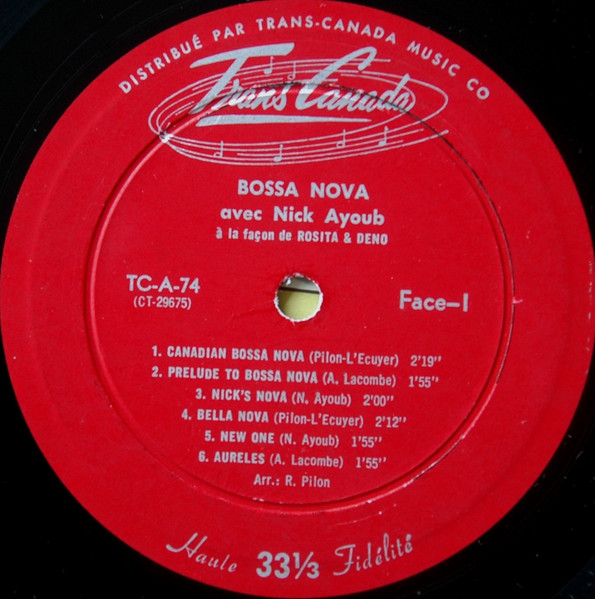 DISTRIBUÉ PAR TRANS-CANADA MUSIC CO
Trans Canada
BOSSA NOVA
avec Nick Ayoub
à la façon de ROSITA & DENO
TC-A-74
(CT-29675)
Face-I
1. CANADIAN BOSSA NOVA (Pilon-L'Ecuyer) 2'19"
2. PRELUDE TO BOSSA NOVA (A. Lacombe) 1'55"
3. NICK'S NOVA (N. Ayoub) 2'00"
4. BELLA NOVA (Pilon-L'Ecuyer) 2'12"
5. NEW ONE (N. Ayoub) 1'55"
6. AURELES (A. Lacombe) 1'55"
Arr.: R. Pilon
Haute 33⅓ Fidélité